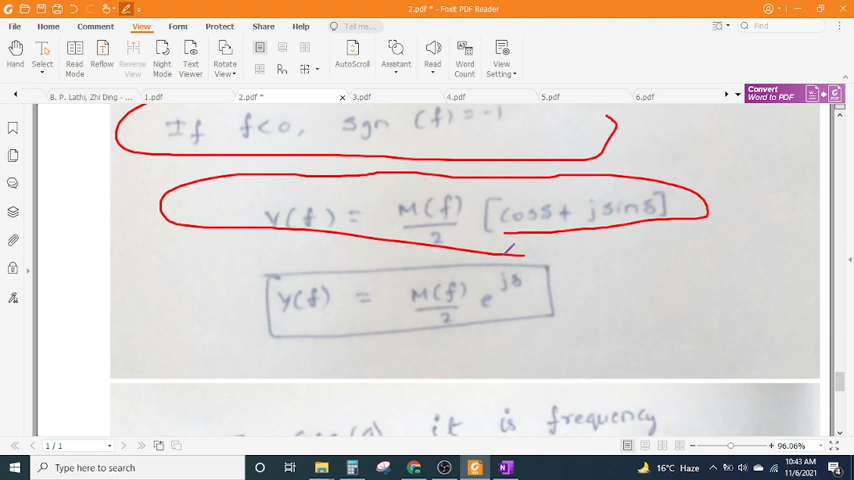 2.pdf * - Foxit PDF Reader
File Home Comment View Form Protect Share Help Tell me... Find
Hand Select Read Mode Reflow Reverse View Night Mode Text Viewer Rotate View AutoScroll Assistant Read Word Count View Setting
B. P. Lathi, Zhi Ding - ... 1.pdf 2.pdf * 3.pdf 4.pdf 5.pdf 6.pdf Convert Word to PDF
If f<0, sgn (f) = -1
Y(f) = M(f)/2 [cosδ + jsinδ]
Y(f) = M(f)/2 e^jδ
it is frequency
1 / 1 96.06%
Type here to search 16°C Haze 10:43 AM
11/6/2021 4